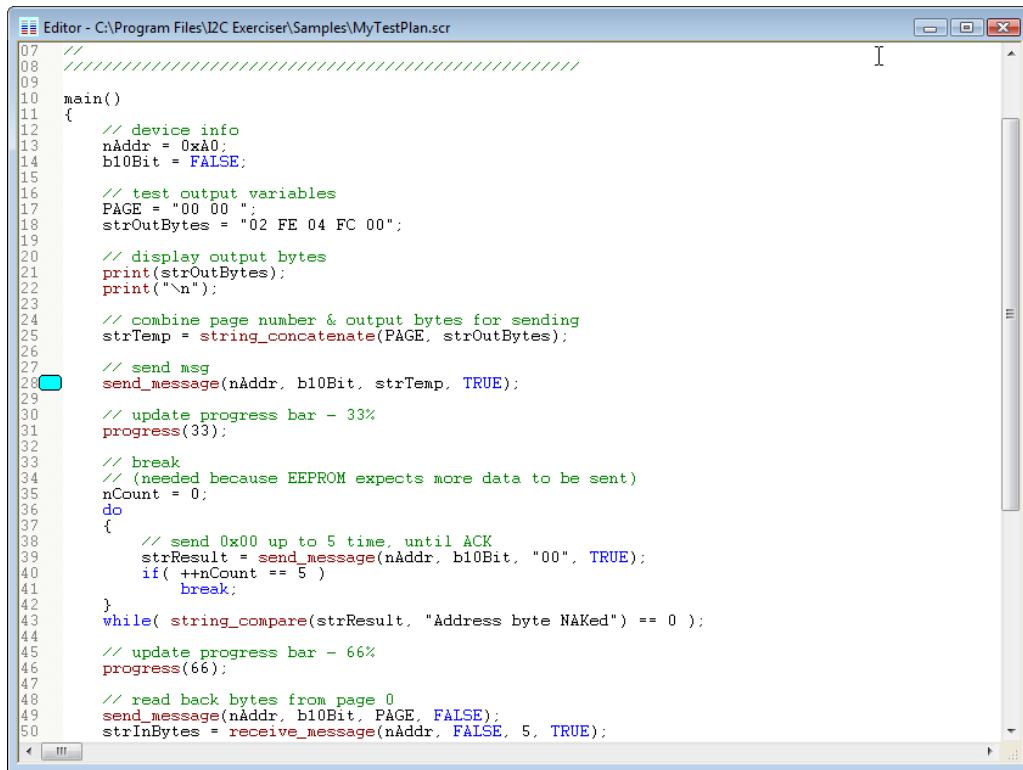 Editor - C:\Program Files\I2C Exerciser\Samples\MyTestPlan.scr
07 //
08 /////////////////////////////////////////////////////
09
10 main()
11 {
12     // device info
13     nAddr = 0xA0;
14     b10Bit = FALSE;
15
16     // test output variables
17     PAGE = "00 00 ";
18     strOutBytes = "02 FE 04 FC 00";
19
20     // display output bytes
21     print(strOutBytes);
22     print("\n");
23
24     // combine page number & output bytes for sending
25     strTemp = string_concatenate(PAGE, strOutBytes);
26
27     // send msg
28     send_message(nAddr, b10Bit, strTemp, TRUE);
29
30     // update progress bar - 33%
31     progress(33);
32
33     // break
34     // (needed because EEPROM expects more data to be sent)
35     nCount = 0;
36     do
37     {
38         // send 0x00 up to 5 time, until ACK
39         strResult = send_message(nAddr, b10Bit, "00", TRUE);
40         if( ++nCount == 5 )
41             break;
42     }
43     while( string_compare(strResult, "Address byte NAKed") == 0 );
44
45     // update progress bar - 66%
46     progress(66);
47
48     // read back bytes from page 0
49     send_message(nAddr, b10Bit, PAGE, FALSE);
50     strInBytes = receive_message(nAddr, FALSE, 5, TRUE);